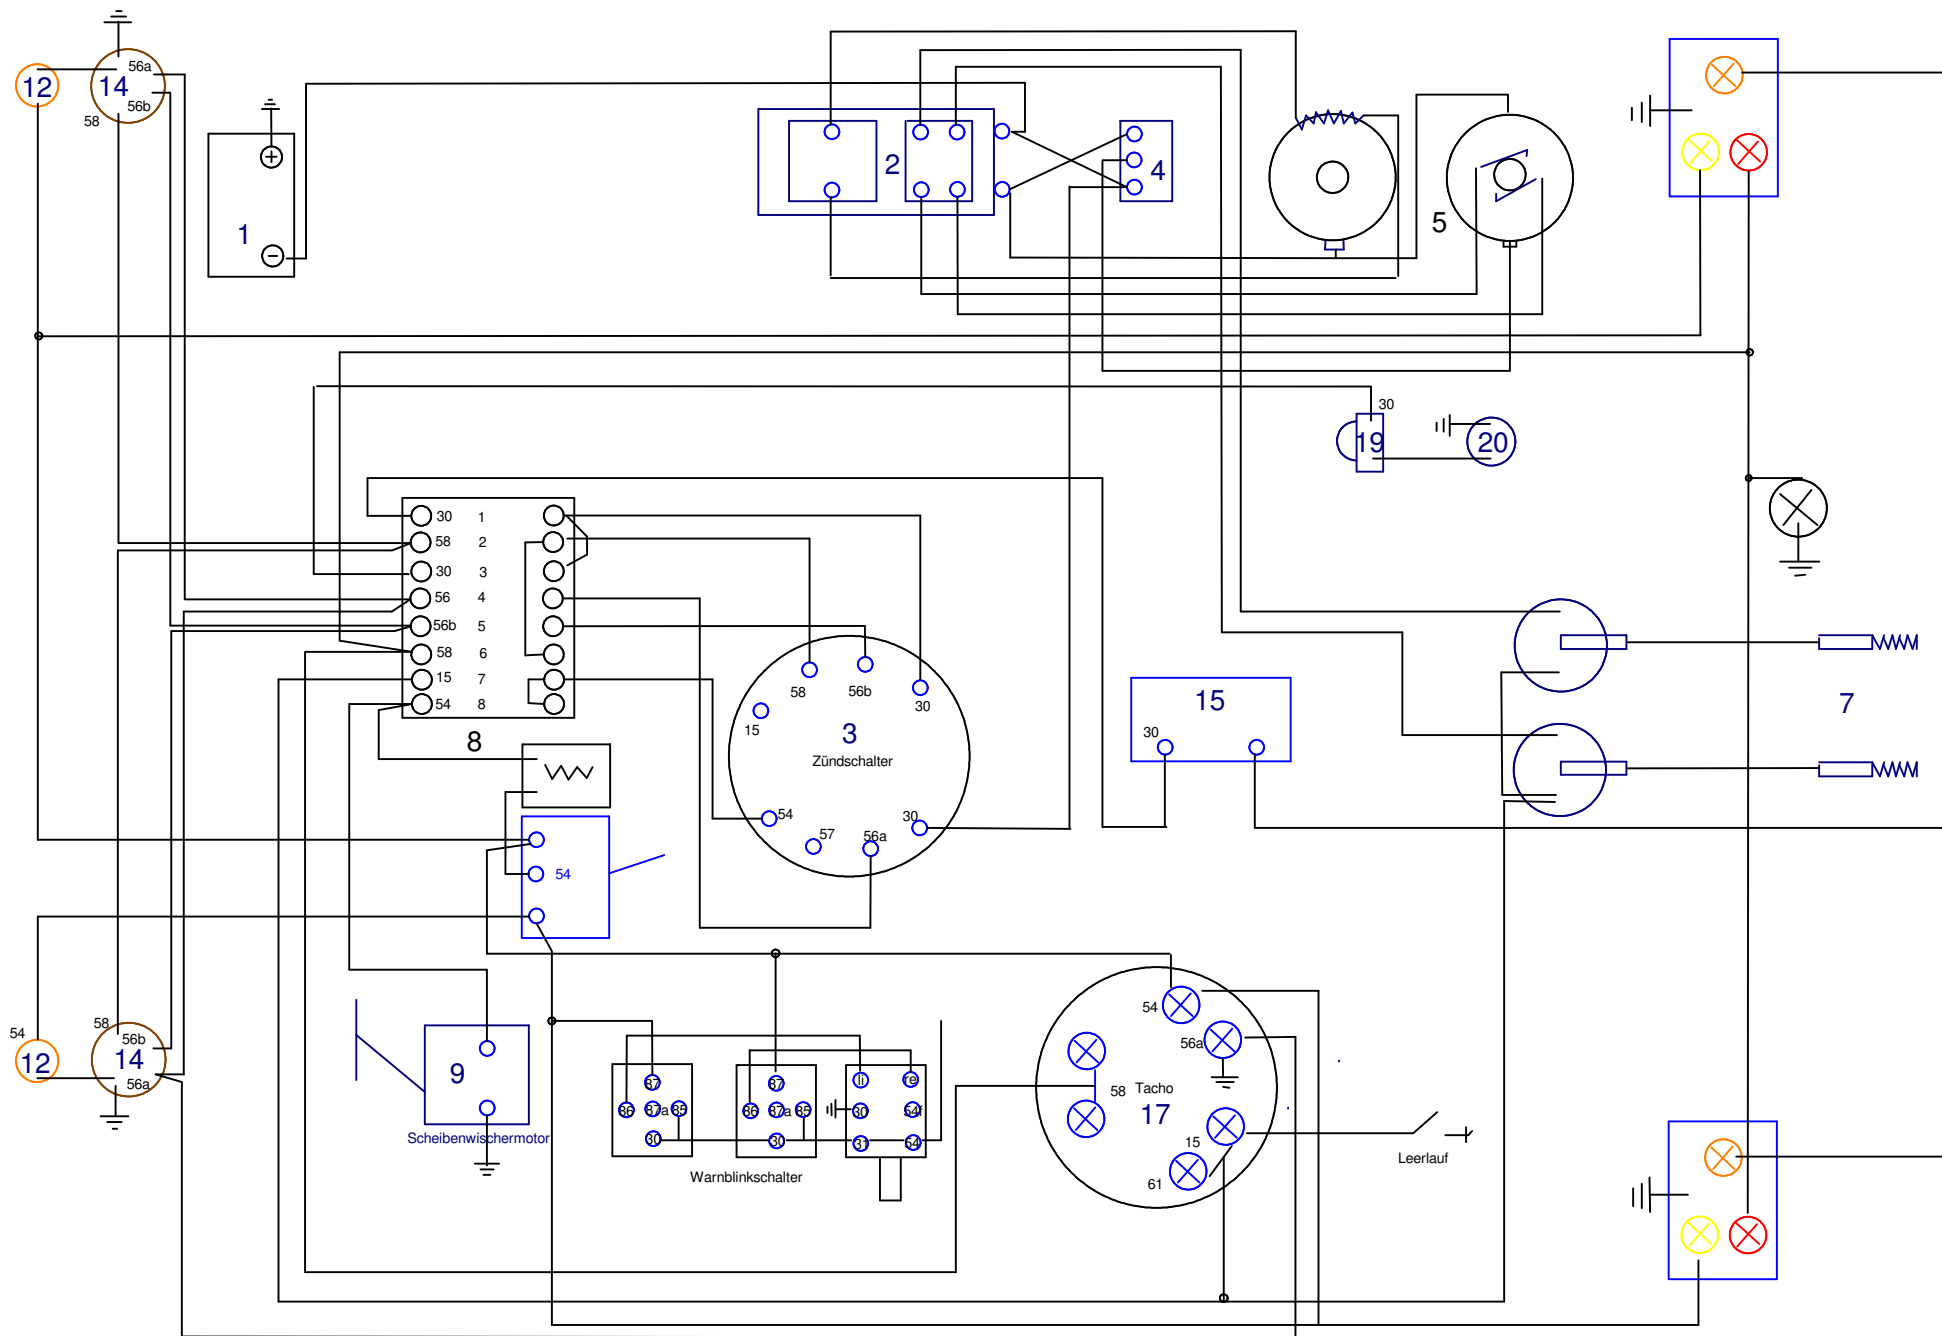 12
14
56a
56b
58
1
2
4
5
30
19
20
30 1
58 2
30 3
56 4
56b 5
58 6
15 7
54 8
8
58
56b
30
15
3
Zündschalter
54
57
56a
30
15
30
7
54
54
12
58
56b
14
56a
9
Scheibenwischermotor
87
86
87a
85
30
87
86
87a
85
30
li
re
30
54f
31
54
Warnblinkschalter
54
56a
58
Tacho
17
15
61
Leerlauf